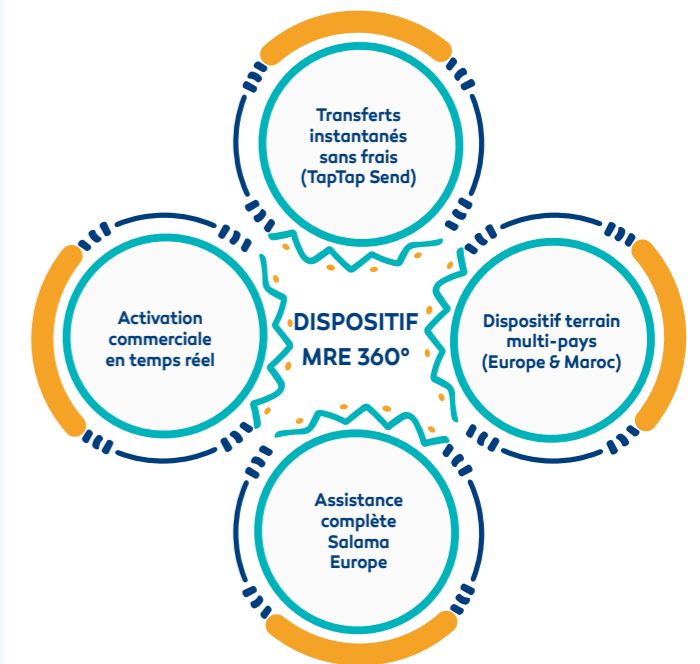 Transferts
instantanés
sans frais
(TapTap Send)
Activation
commerciale
en temps réel
DISPOSITIF
MRE 360°
Dispositif terrain
multi-pays
(Europe & Maroc)
Assistance
complète
Salama
Europe